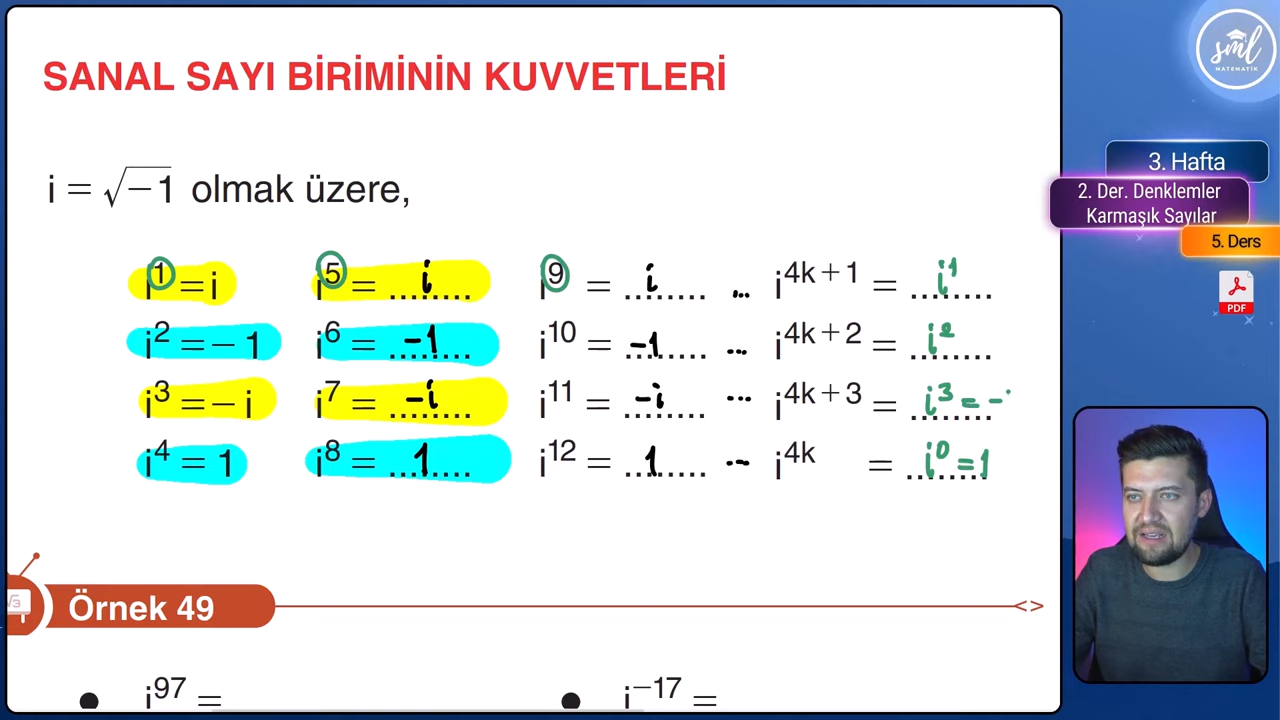 SANAL SAYI BİRİMİNİN KUVVETLERİ
i = √−1 olmak üzere,
i¹ = i i⁵ = ........ i i⁹ = ........ i ... i⁴ᵏ⁺¹ = ........ i¹
i² = −1 i⁶ = ........ -1 i¹⁰ = ........ -1 ... i⁴ᵏ⁺² = ........ i²
i³ = −i i⁷ = ........ -i i¹¹ = ........ -i ... i⁴ᵏ⁺³ = ........ i³ = -
i⁴ = 1 i⁸ = ........ 1 i¹² = ........ 1 ... i⁴ᵏ = ........ i⁰ = 1
Örnek 49
<>
● i⁹⁷ = ● i⁻¹⁷ =
√3
sml
MATEMATİK
3. Hafta
2. Der. Denklemler
Karmaşık Sayılar
5. Ders
PDF